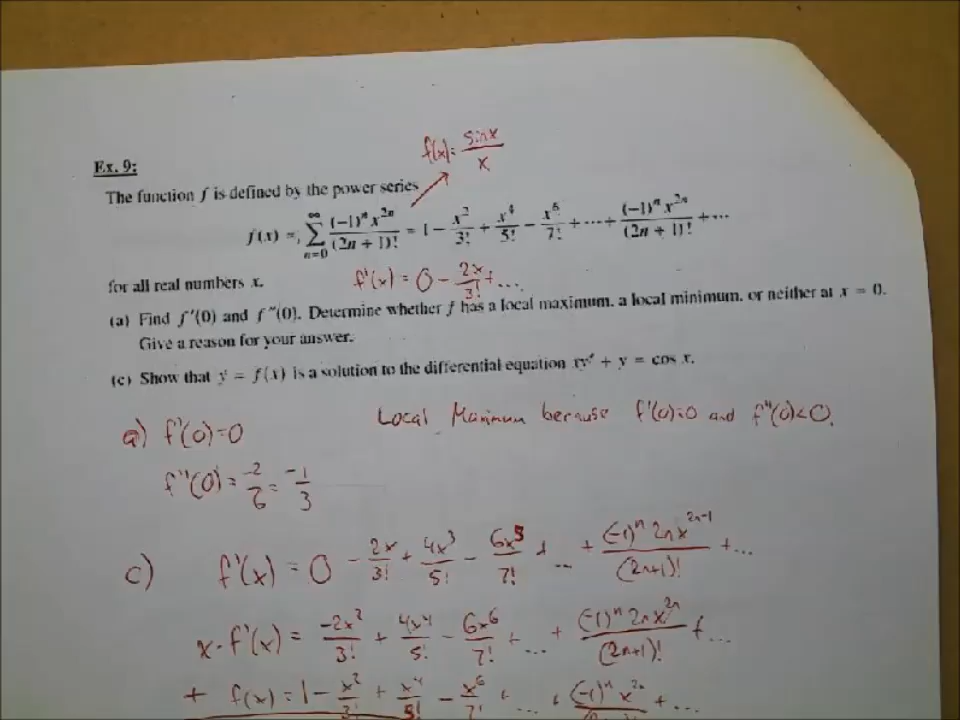 f(x) = sinx/x
Ex. 9:
The function f is defined by the power series
f(x) = ∑_{n=0}^{∞} (-1)^n x^{2n}/(2n + 1)! = 1 - x^2/3! + x^4/5! - x^6/7! + ··· + (-1)^n x^{2n}/(2n + 1)! + ···
for all real numbers x.
f'(x) = 0 - 2x/3! + ...
(a) Find f'(0) and f''(0). Determine whether f has a local maximum, a local minimum, or neither at x = 0.
Give a reason for your answer.
(c) Show that y = f(x) is a solution to the differential equation xy' + y = cos x.
Local Maximum because f'(0)=0 and f''(0)<0.
a) f'(0)=0
f''(0) = -2/6 = -1/3
c) f'(x) = 0 - 2x/3! + 4x^3/5! - 6x^5/7! + ... + (-1)^n 2n x^{2n-1}/(2n+1)! + ...
x·f'(x) = -2x^2/3! + 4x^4/5! - 6x^6/7! + ... + (-1)^n 2n x^{2n}/(2n+1)! + ...
+ f(x) = 1 - x^2/3! + x^4/5! - x^6/7! + ... + (-1)^n x^{2n} + ...